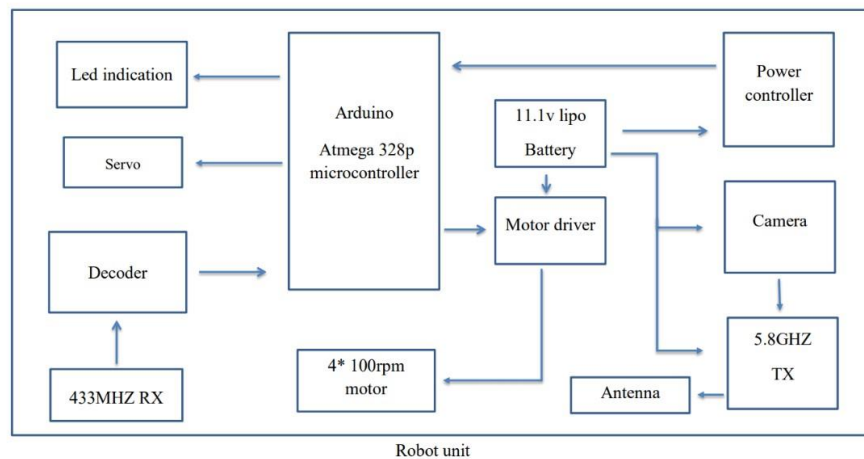 Led indication
Servo
Decoder
433MHZ RX
Arduino
Atmega 328p
microcontroller
11.1v lipo
Battery
Motor driver
4* 100rpm
motor
Power
controller
Camera
5.8GHZ
TX
Antenna
Robot unit